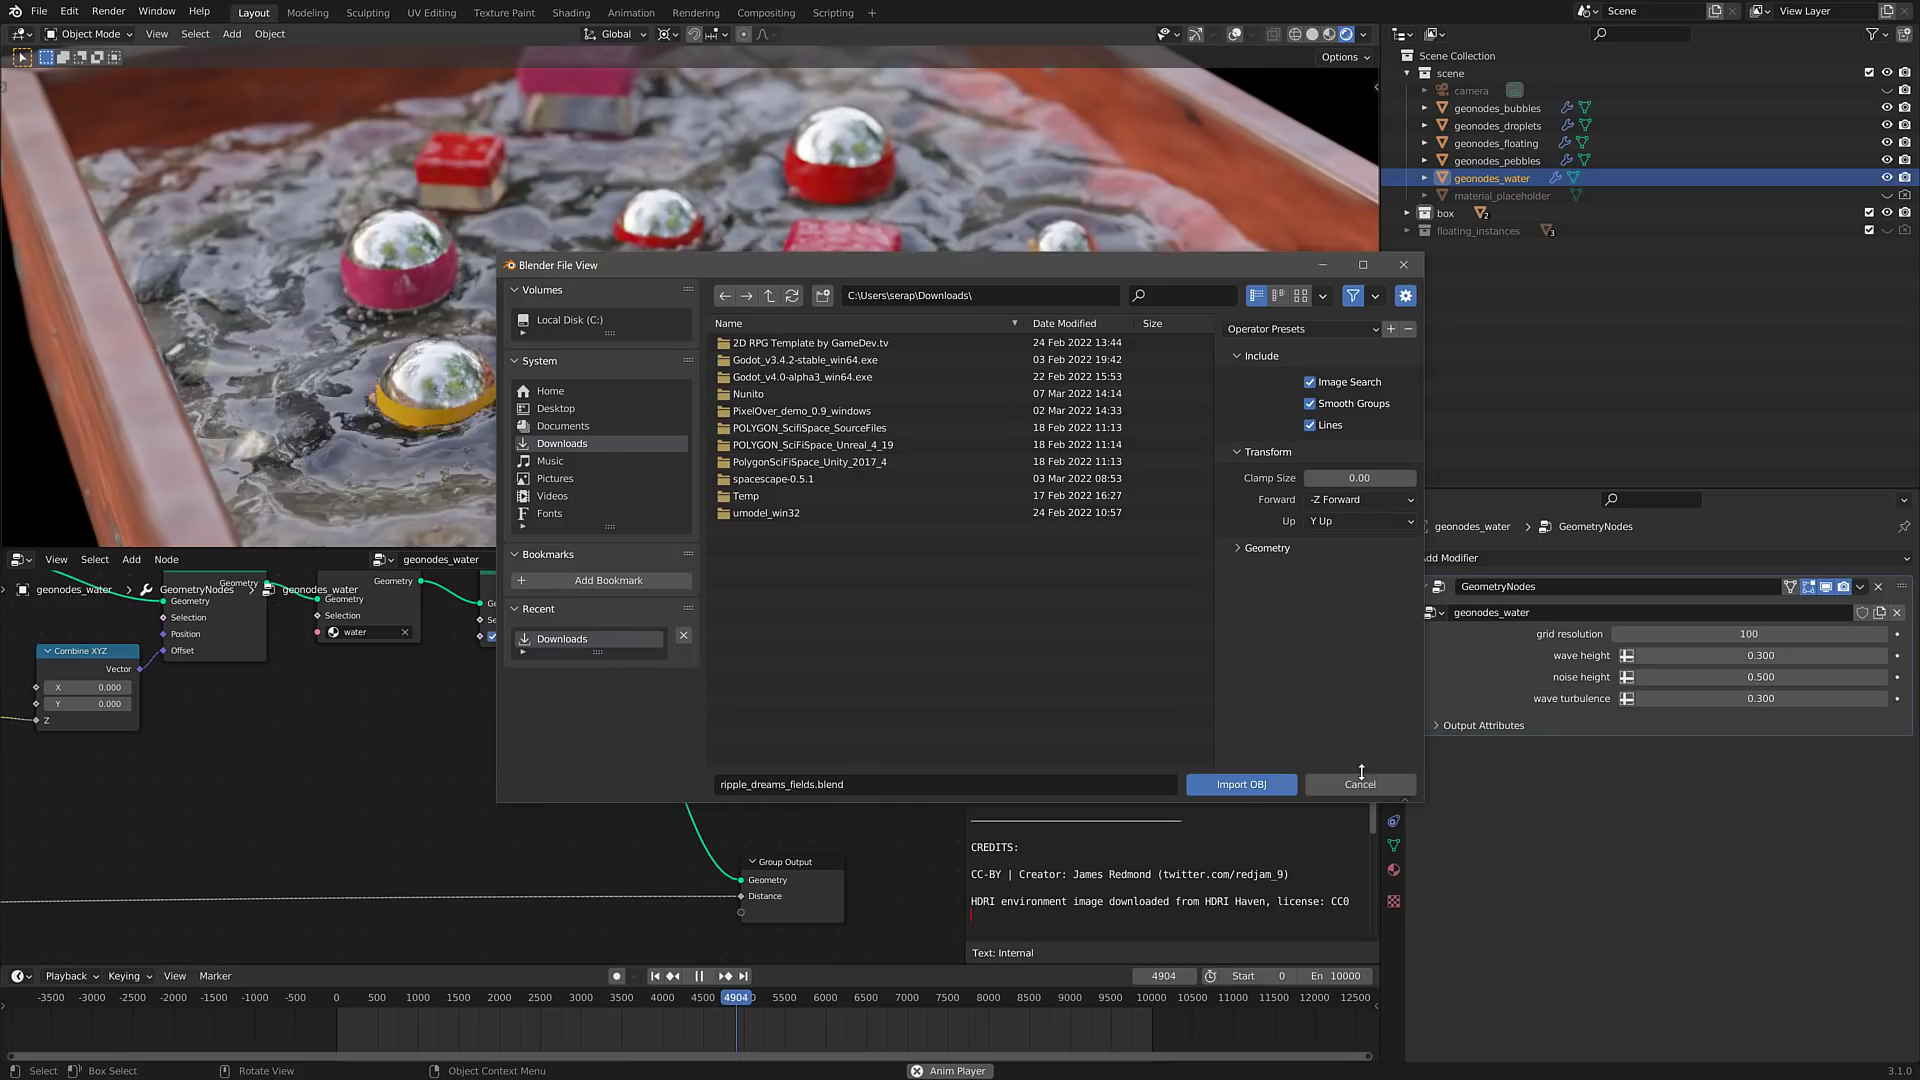 File Edit Render Window Help Layout Modeling Sculpting UV Editing Texture Paint Shading Animation Rendering Compositing Scripting + Scene View Layer
Object Mode View Select Add Object Global
Options
Scene Collection
scene
camera
geonodes_bubbles
geonodes_droplets
geonodes_floating
geonodes_pebbles
geonodes_water
material_placeholder
box 2
floating_instances 3
Blender File View
Volumes
Local Disk (C:)
System
Home
Desktop
Documents
Downloads
Music
Pictures
Videos
Fonts
Bookmarks
+ Add Bookmark
Recent
Downloads
C:\Users\serap\Downloads\
Name Date Modified Size
2D RPG Template by GameDev.tv 24 Feb 2022 13:44
Godot_v3.4.2-stable_win64.exe 03 Feb 2022 19:42
Godot_v4.0-alpha3_win64.exe 22 Feb 2022 15:53
Nunito 07 Mar 2022 14:14
PixelOver_demo_0.9_windows 02 Mar 2022 14:33
POLYGON_ScifiSpace_SourceFiles 18 Feb 2022 11:13
POLYGON_SciFiSpace_Unreal_4_19 18 Feb 2022 11:14
PolygonSciFiSpace_Unity_2017_4 18 Feb 2022 11:13
spacescape-0.5.1 03 Mar 2022 08:53
Temp 17 Feb 2022 16:27
umodel_win32 24 Feb 2022 10:57
Operator Presets + −
Include
Image Search
Smooth Groups
Lines
Transform
Clamp Size 0.00
Forward -Z Forward
Up Y Up
Geometry
ripple_dreams_fields.blend Import OBJ Cancel
geonodes_water > GeometryNodes
dd Modifier
GeometryNodes
geonodes_water
grid resolution 100
wave height 0.300
noise height 0.500
wave turbulence 0.300
Output Attributes
View Select Add Node geonodes_water
geonodes_water > GeometryNodes > geonodes_water
Geometry
Geometry
Selection
Position
Offset
Geometry
Geometry
Selection
water
Combine XYZ
Vector
X 0.000
Y 0.000
Z
Group Output
Geometry
Distance
CREDITS:
CC-BY | Creator: James Redmond (twitter.com/redjam_9)
HDRI environment image downloaded from HDRI Haven, license: CC0
Text: Internal
Playback Keying View Marker 4904 Start 0 En 10000
-3500 -3000 -2500 -2000 -1500 -1000 -500 0 500 1000 1500 2000 2500 3000 3500 4000 4500 4904 5500 6000 6500 7000 7500 8000 8500 9000 9500 10000 10500 11000 11500 12000 12500
Select Box Select Rotate View Object Context Menu Anim Player 3.1.0